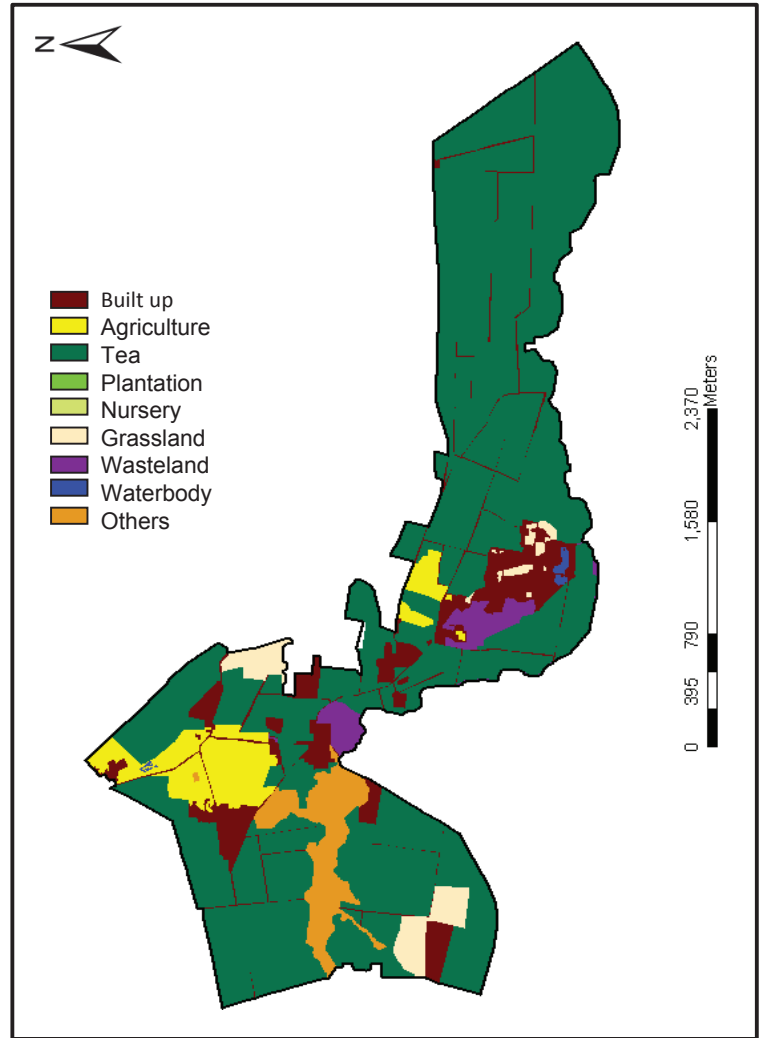 N
Built up
Agriculture
Tea
Plantation
Nursery
Grassland
Wasteland
Waterbody
Others
0 395 790 1,580 2,370
Meters